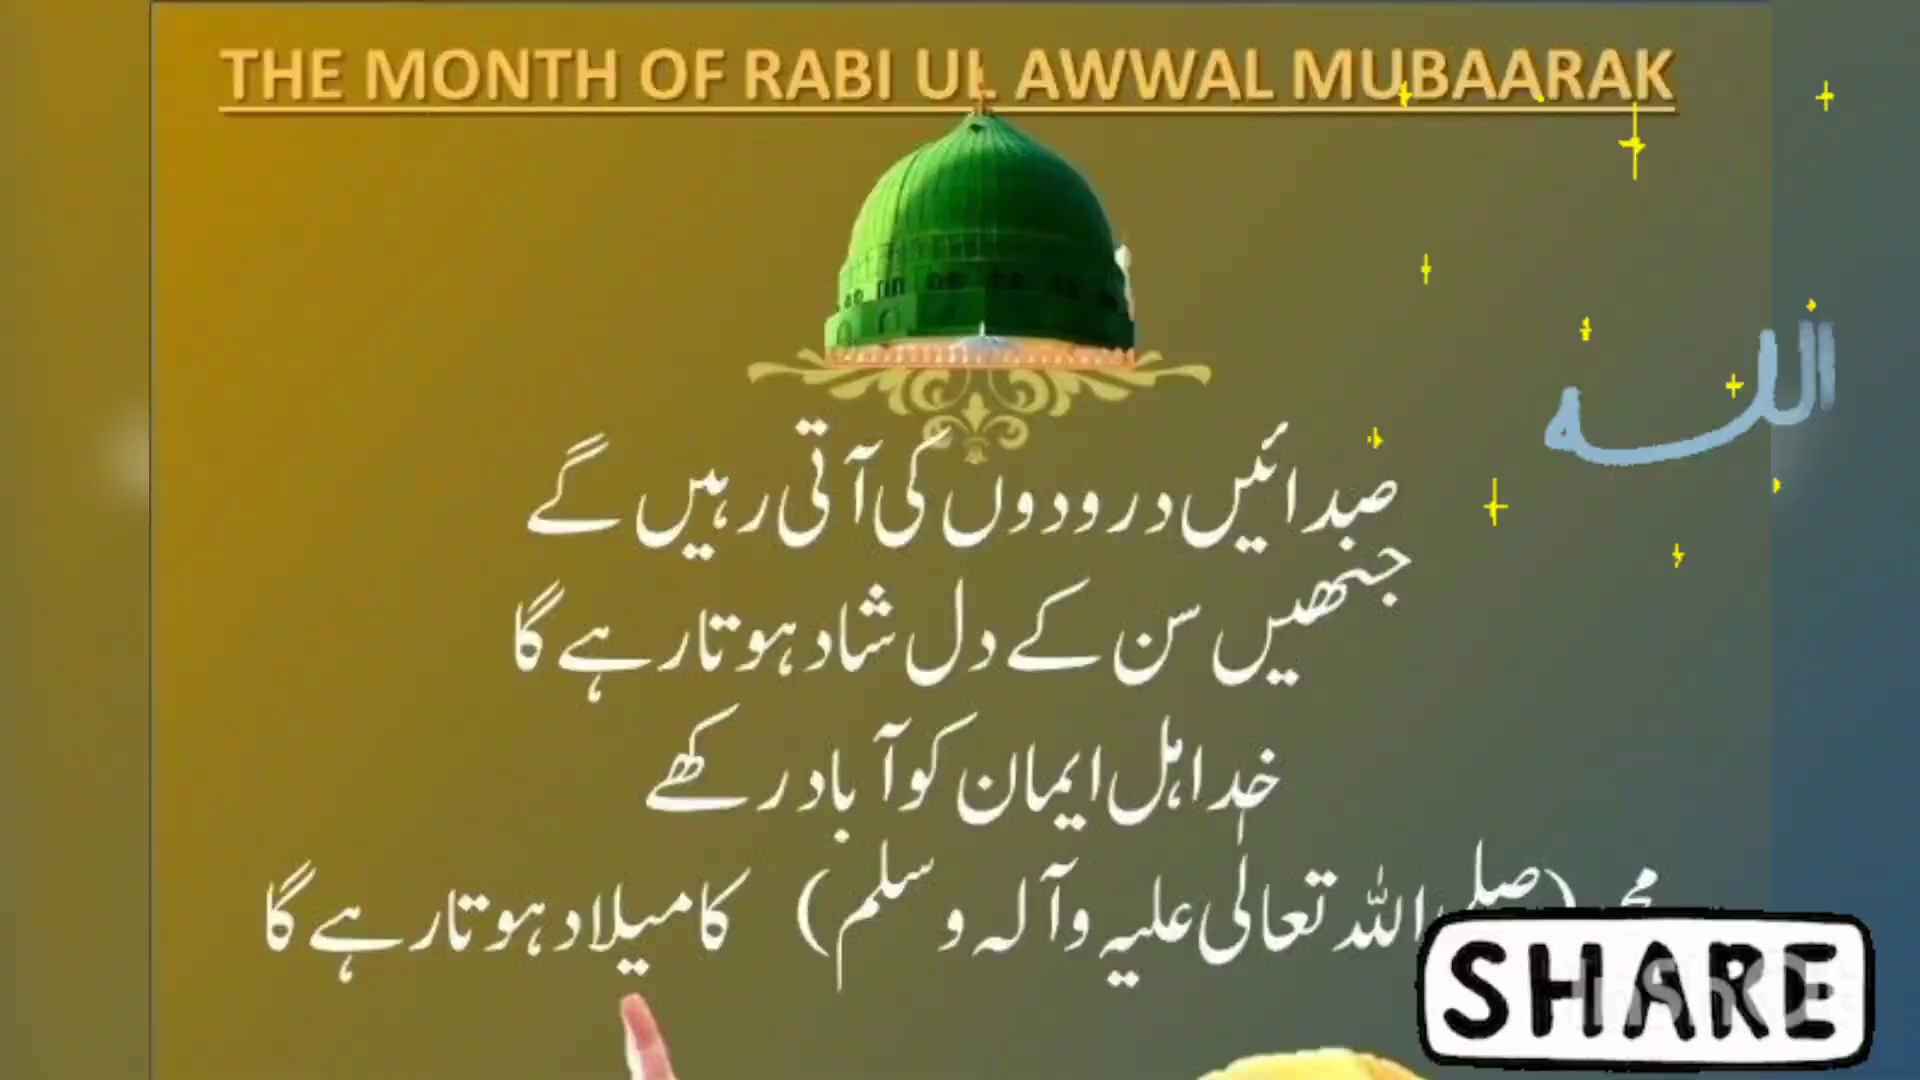 THE MONTH OF RABI UL AWWAL MUBAARAK
الله
صدائیں درودوں کی آتی رہیں گے
جنھیں سن کے دل شاد ہوتا رہے گا
خدا اہل ایمان کو آباد رکھے
(صلی اللہ تعالٰی علیہ وآلہ وسلم) کا میلاد ہوتا رہے گا
SHARE